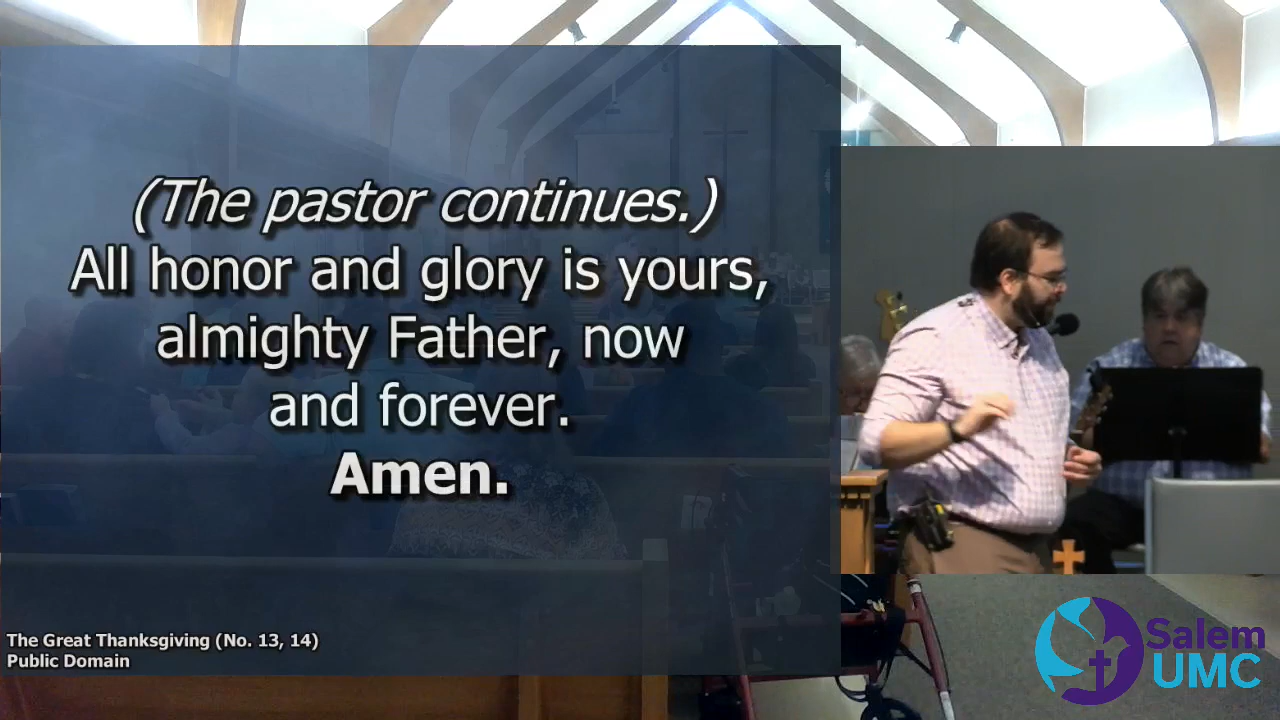 (The pastor continues.)
All honor and glory is yours,
almighty Father, now
and forever.
Amen.
The Great Thanksgiving (No. 13, 14)
Public Domain
Salem
UMC